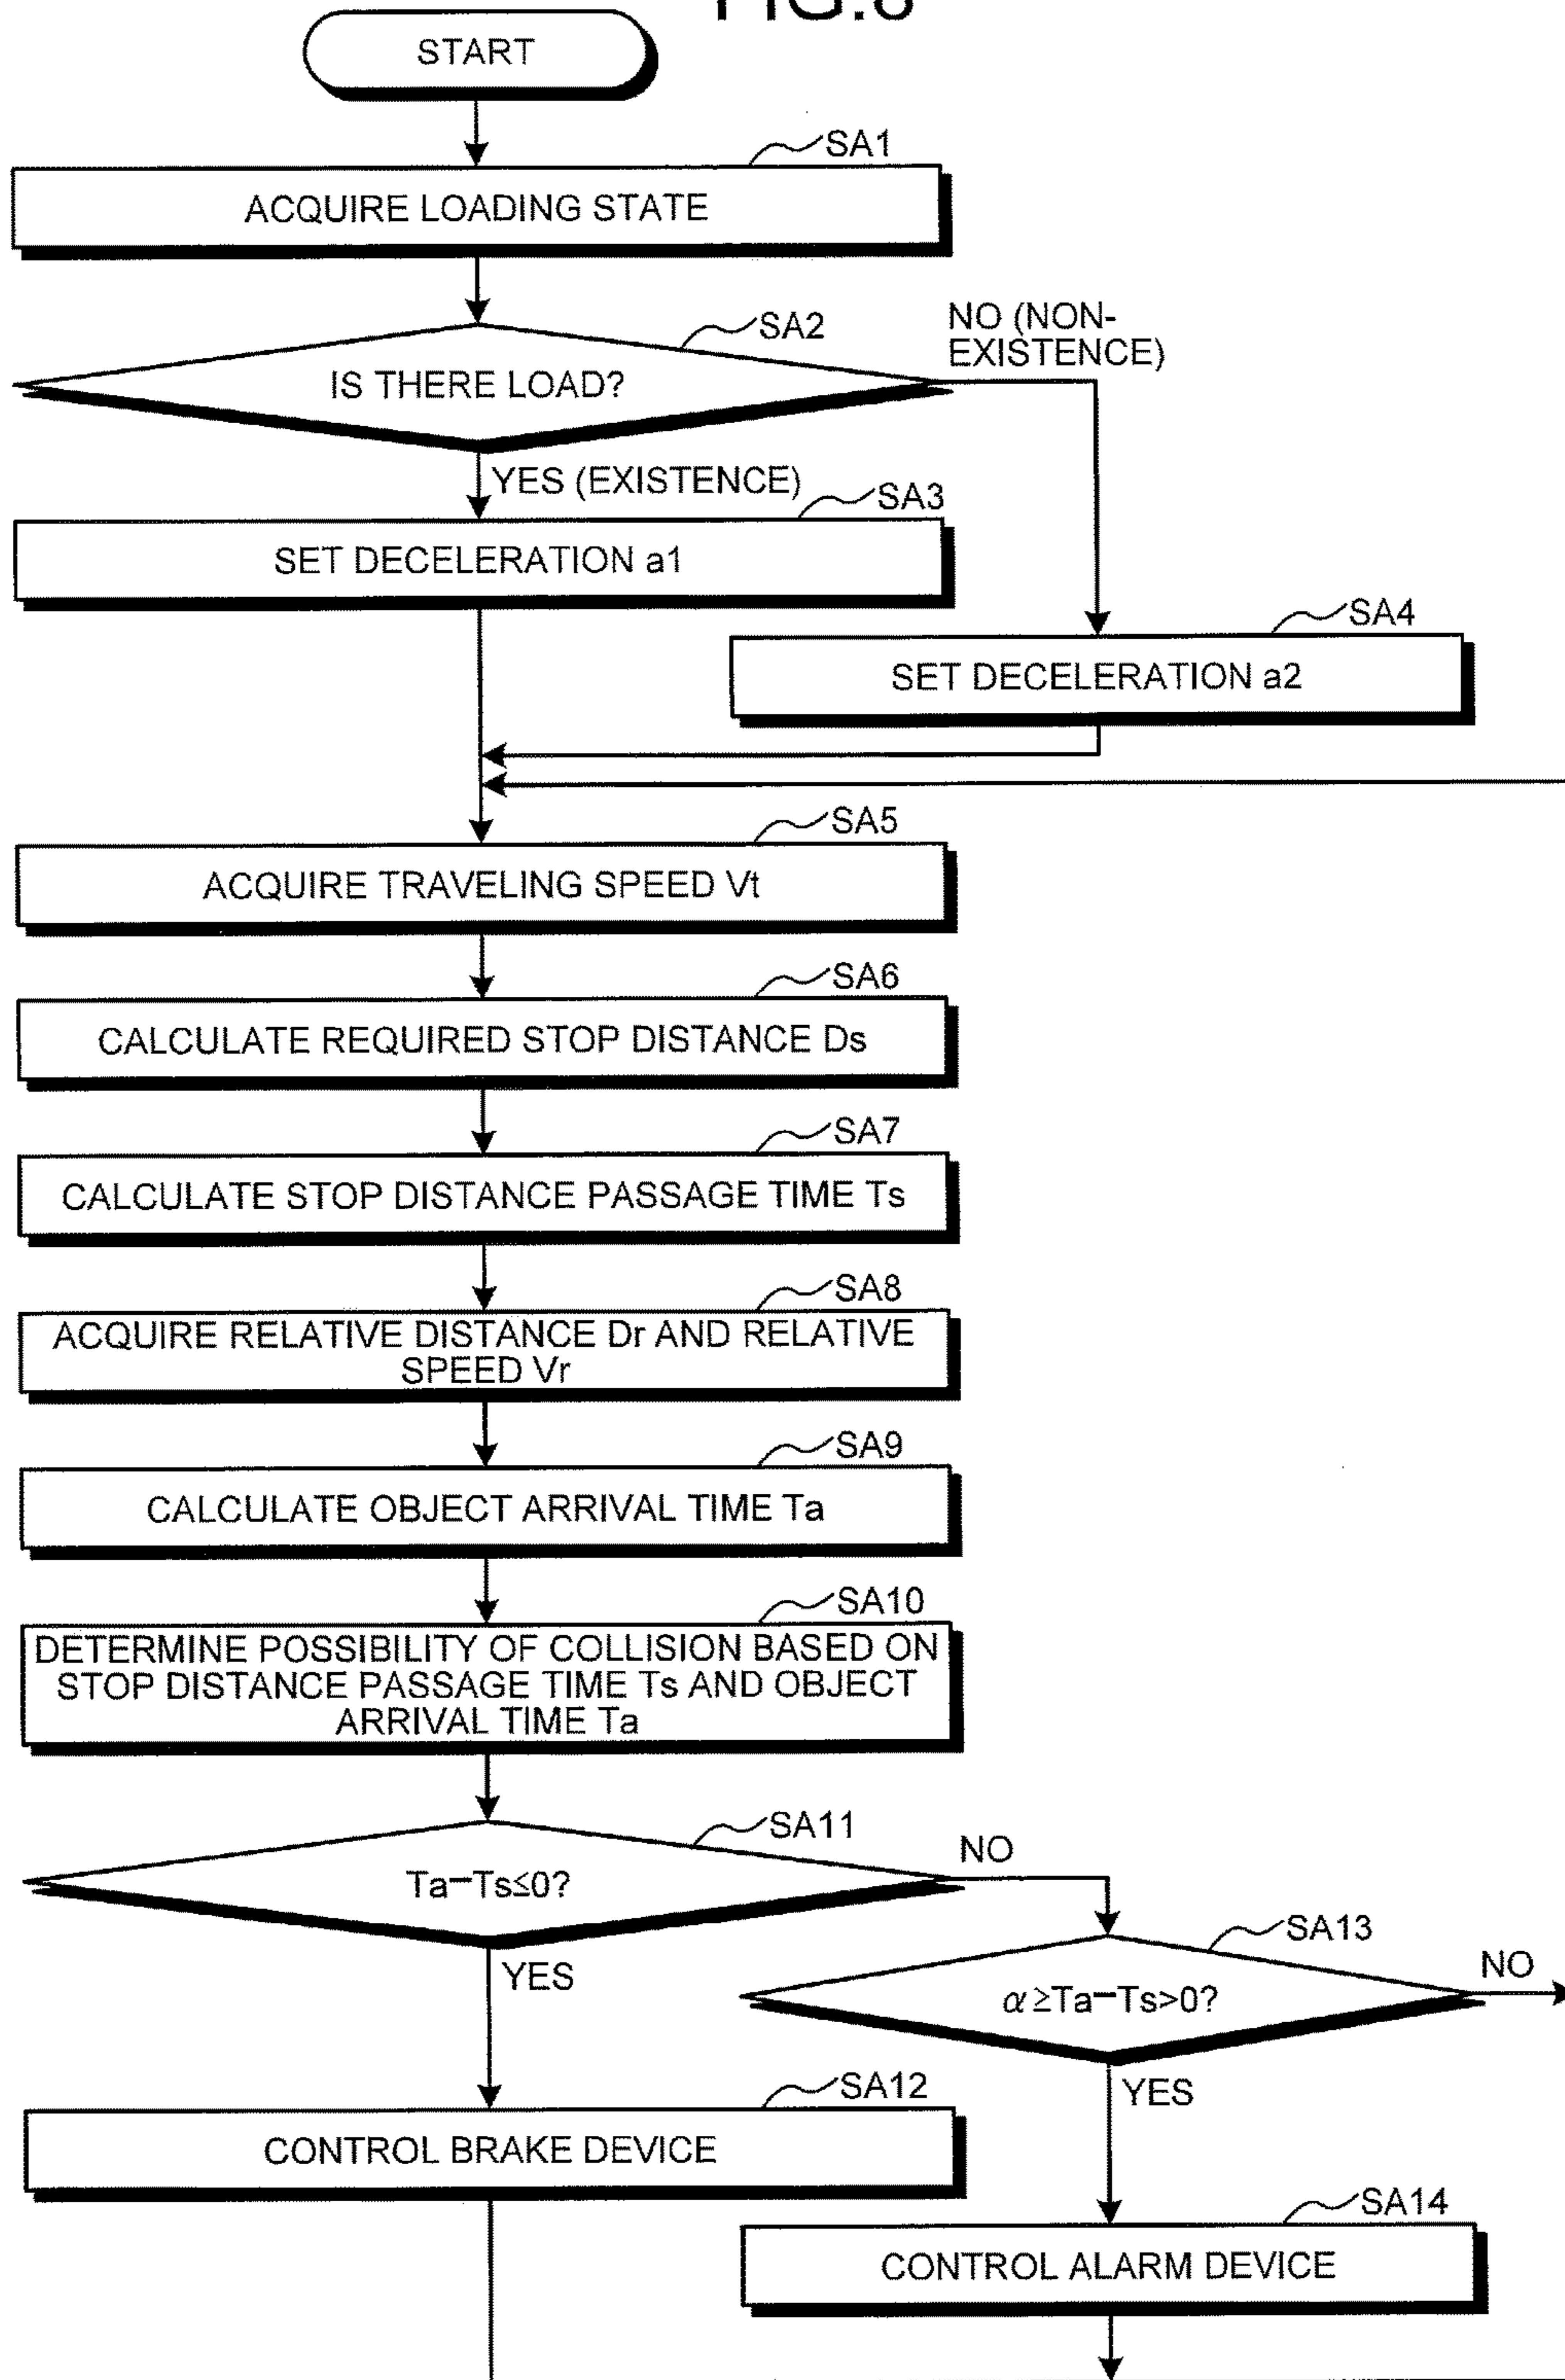 FIG.8
START
SA1
ACQUIRE LOADING STATE
SA2
NO (NON-
EXISTENCE)
IS THERE LOAD?
YES (EXISTENCE)
SA3
SET DECELERATION a1
SA4
SET DECELERATION a2
SA5
ACQUIRE TRAVELING SPEED Vt
SA6
CALCULATE REQUIRED STOP DISTANCE Ds
SA7
CALCULATE STOP DISTANCE PASSAGE TIME Ts
SA8
ACQUIRE RELATIVE DISTANCE Dr AND RELATIVE
SPEED Vr
SA9
CALCULATE OBJECT ARRIVAL TIME Ta
SA10
DETERMINE POSSIBILITY OF COLLISION BASED ON
STOP DISTANCE PASSAGE TIME Ts AND OBJECT
ARRIVAL TIME Ta
SA11
NO
Ta−Ts≤0?
SA13
NO
YES
α≥Ta−Ts>0?
SA12
YES
CONTROL BRAKE DEVICE
SA14
CONTROL ALARM DEVICE